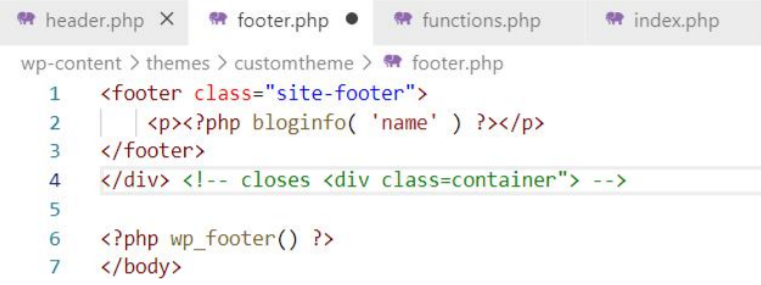 header.php × footer.php ● functions.php index.php
wp-content > themes > customtheme > footer.php
1 <footer class="site-footer">
2 <p><?php bloginfo( 'name' ) ?></p>
3 </footer>
4 </div> <!-- closes <div class=container"> -->
5
6 <?php wp_footer() ?>
7 </body>